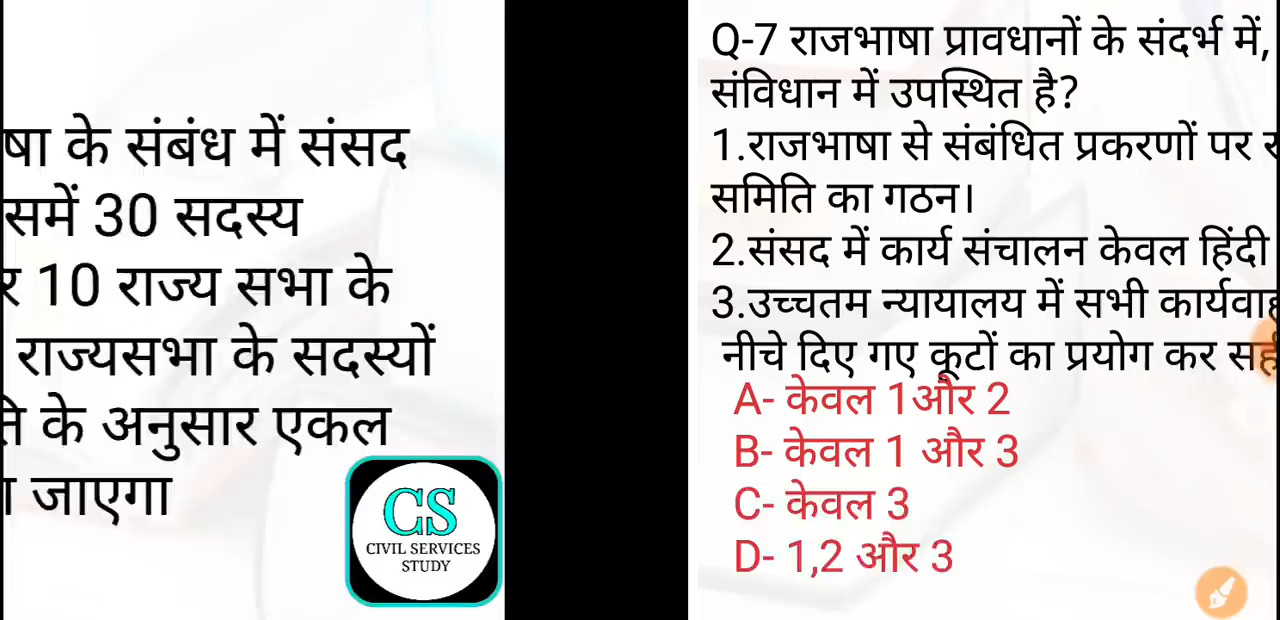 षा के संबंध में संसद
समें 30 सदस्य
र 10 राज्य सभा के
राज्यसभा के सदस्यों
के अनुसार एकल
जाएगा
CS
CIVIL SERVICES
STUDY
Q-7 राजभाषा प्रावधानों के संदर्भ में,
संविधान में उपस्थित है?
1.राजभाषा से संबंधित प्रकरणों पर
समिति का गठन।
2.संसद में कार्य संचालन केवल हिंदी
3.उच्चतम न्यायालय में सभी
नीचे दिए गए कूटों का प्रयोग कर
A- केवल 1और 2
B- केवल 1 और 3
C- केवल 3
D- 1,2 और 3